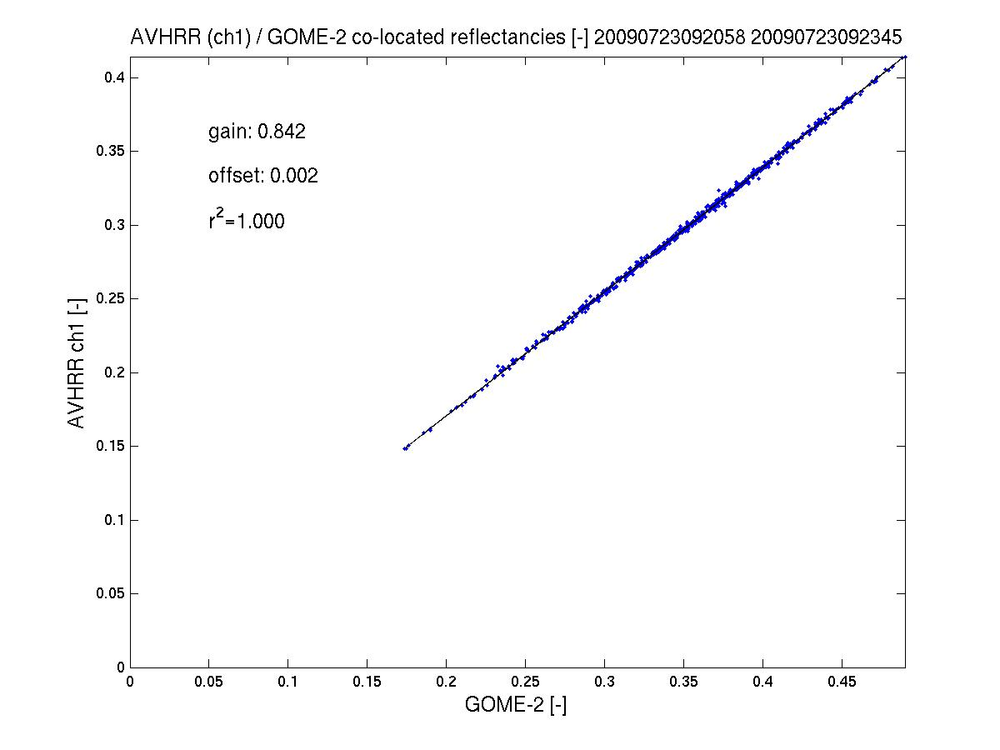 AVHRR (ch1) / GOME-2 co-located reflectancies [-] 20090723092058 20090723092345
0.4
0.35
0.3
0.25
0.2
0.15
0.1
0.05
0
gain: 0.842
offset: 0.002
r²=1.000
AVHRR ch1 [-]
0 0.05 0.1 0.15 0.2 0.25 0.3 0.35 0.4 0.45
GOME-2 [-]